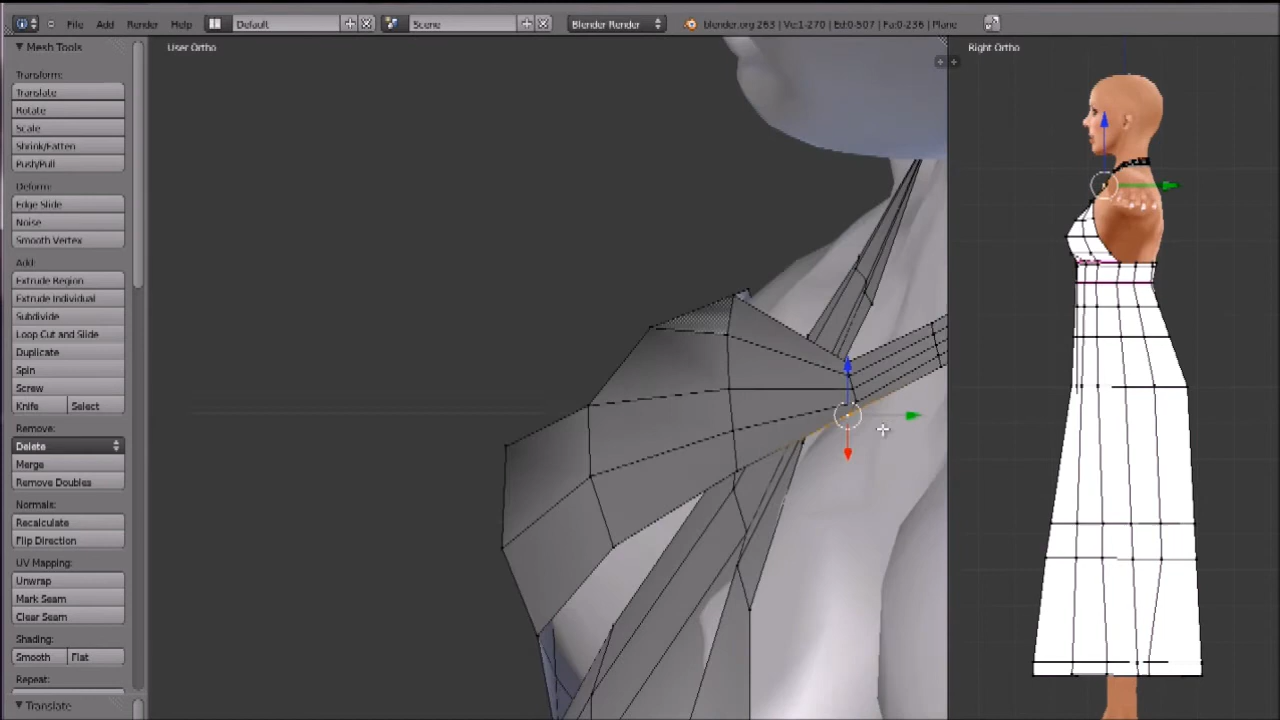 File Add Render Help Default Scene Blender Render blender.org 263 | Ve:1-270 | Ed:0-507 | Fa:0-236 | Plane
Mesh Tools
User Ortho
Right Ortho
Transform:
Translate
Rotate
Scale
Shrink/Fatten
Push/Pull
Deform:
Edge Slide
Noise
Smooth Vertex
Add:
Extrude Region
Extrude Individual
Subdivide
Loop Cut and Slide
Duplicate
Spin
Screw
Knife Select
Remove:
Delete
Merge
Remove Doubles
Normals:
Recalculate
Flip Direction
UV Mapping:
Unwrap
Mark Seam
Clear Seam
Shading:
Smooth Flat
Repeat:
Translate